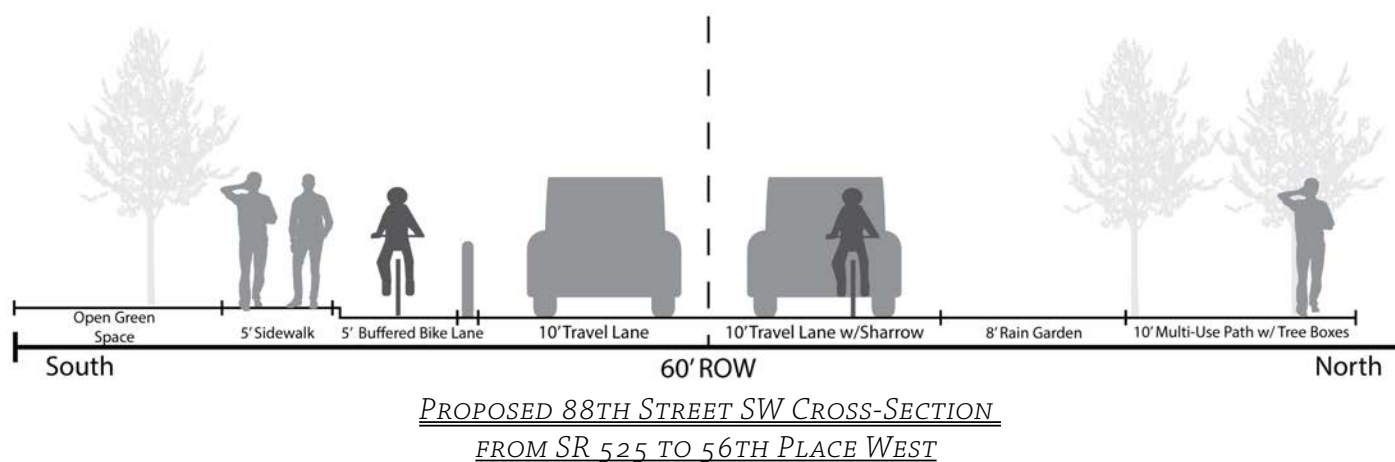 Open Green
Space
5' Sidewalk
5' Buffered Bike Lane
10' Travel Lane
10' Travel Lane w/Sharrow
8' Rain Garden
10' Multi-Use Path w/ Tree Boxes
South
60' ROW
North
PROPOSED 88TH STREET SW CROSS-SECTION
FROM SR 525 TO 56TH PLACE WEST